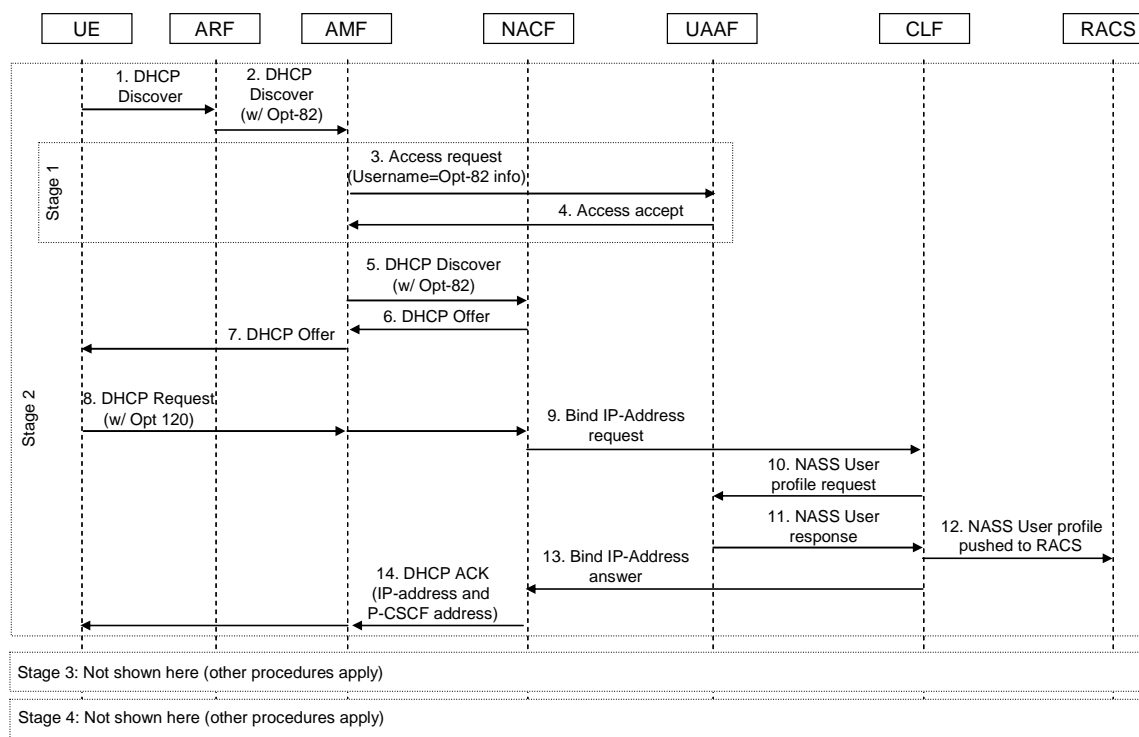 UE
ARF
AMF
NACF
UAAF
CLF
RACS
1. DHCP
Discover
2. DHCP
Discover
(w/ Opt-82)
Stage 1
3. Access request
(Username=Opt-82 info)
4. Access accept
5. DHCP Discover
(w/ Opt-82)
6. DHCP Offer
7. DHCP Offer
Stage 2
8. DHCP Request
(w/ Opt 120)
9. Bind IP-Address
request
10. NASS User
profile request
11. NASS User
response
12. NASS User profile
pushed to RACS
13. Bind IP-Address
answer
14. DHCP ACK
(IP-address and
P-CSCF address)
Stage 3: Not shown here (other procedures apply)
Stage 4: Not shown here (other procedures apply)